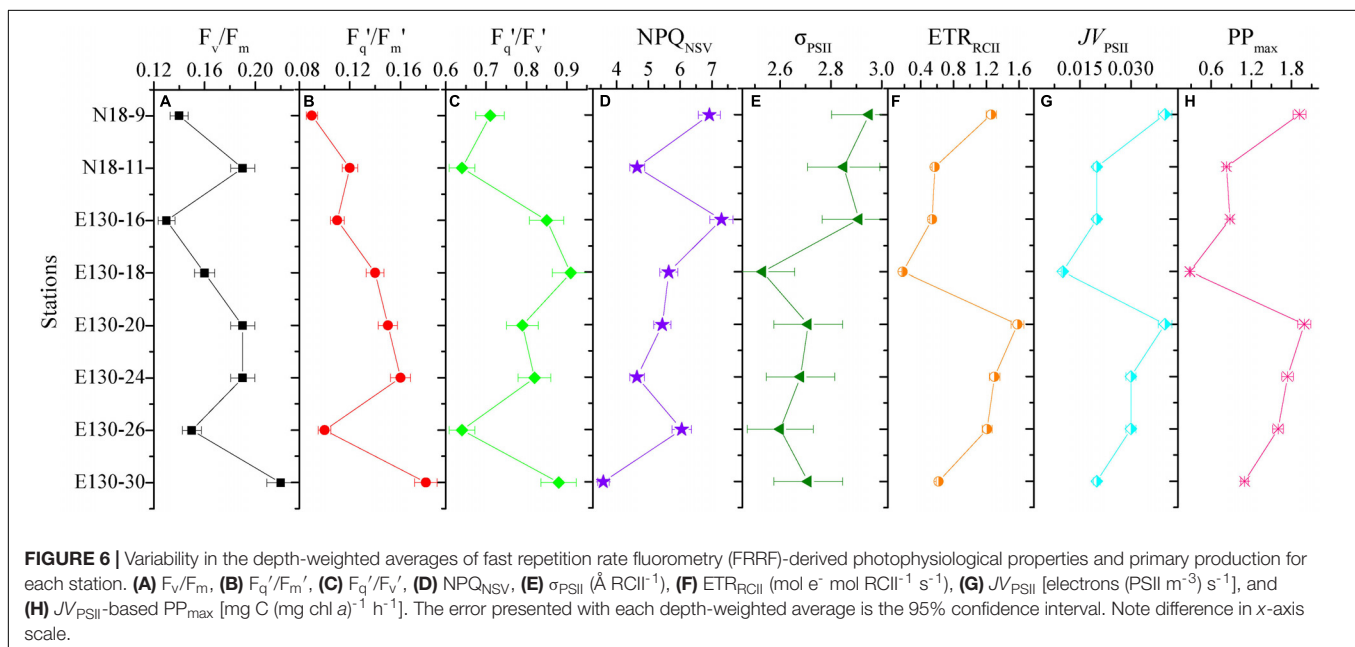 Fv/Fm Fq'/Fm' Fq'/Fv' NPQNSV σPSII ETRRCII JVPSII PPmax
0.12 0.16 0.20 0.08 0.12 0.16 0.6 0.7 0.8 0.9 4 5 6 7 2.6 2.8 3.0 0.4 0.8 1.2 1.6 0.015 0.030 0.6 1.2 1.8
A B C D E F G H
Stations
N18-9
N18-11
E130-16
E130-18
E130-20
E130-24
E130-26
E130-30
FIGURE 6 | Variability in the depth-weighted averages of fast repetition rate fluorometry (FRRF)-derived photophysiological properties and primary production for
each station. (A) Fv/Fm, (B) Fq'/Fm', (C) Fq'/Fv', (D) NPQNSV, (E) σPSII (Å RCII-1), (F) ETRRCII (mol e- mol RCII-1 s-1), (G) JVPSII [electrons (PSII m-3) s-1], and
(H) JVPSII-based PPmax [mg C (mg chl a)-1 h-1]. The error presented with each depth-weighted average is the 95% confidence interval. Note difference in x-axis
scale.